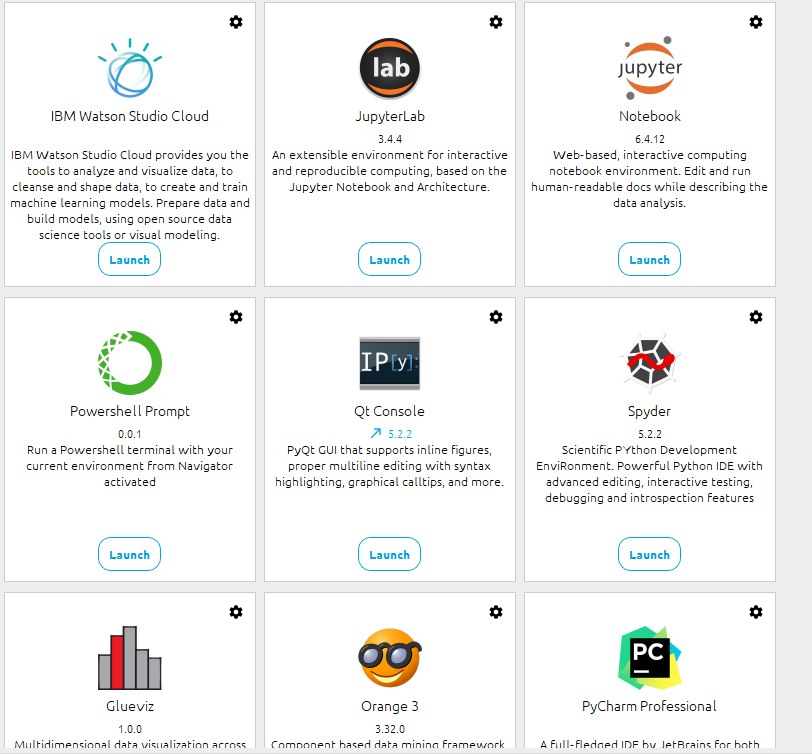 IBM Watson Studio Cloud
IBM Watson Studio Cloud provides you the
tools to analyze and visualize data, to
cleanse and shape data, to create and train
machine learning models. Prepare data and
build models, using open source data
science tools or visual modeling.
Launch
lab
JupyterLab
3.4.4
An extensible environment for interactive
and reproducible computing, based on the
Jupyter Notebook and Architecture.
Launch
jupyter
Notebook
6.4.12
Web-based, interactive computing
notebook environment. Edit and run
human-readable docs while describing the
data analysis.
Launch
Powershell Prompt
0.0.1
Run a Powershell terminal with your
current environment from Navigator
activated
Launch
IP[y]:
Qt Console
5.2.2
PyQt GUI that supports inline figures,
proper multiline editing with syntax
highlighting, graphical calltips, and more.
Launch
Spyder
5.2.2
Scientific PYthon Development
EnviRonment. Powerful Python IDE with
advanced editing, interactive testing,
debugging and introspection features
Launch
Glueviz
1.0.0
Multidimensional data visualization across
Orange 3
3.32.0
Component based data mining framework
PC
PyCharm Professional
A full-fledged IDE by JetBrains for both